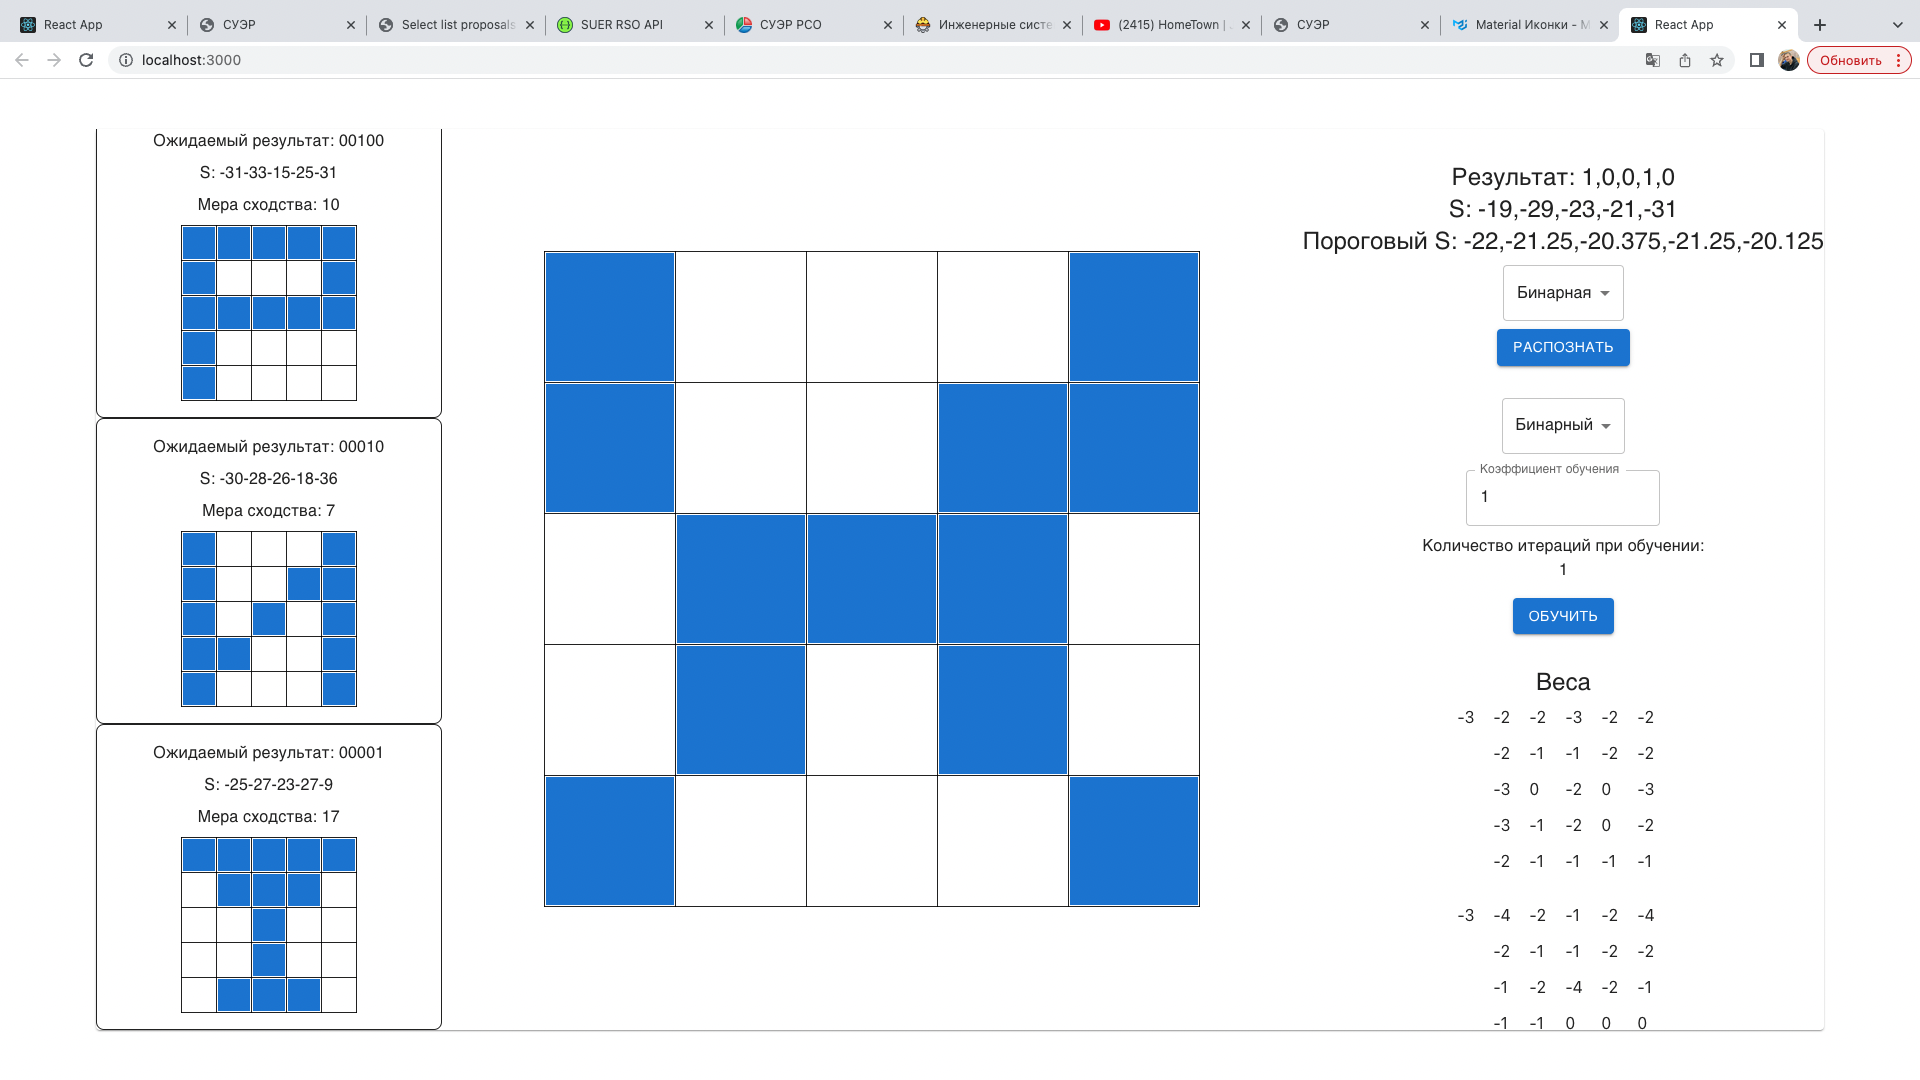 React App
СУЭР
Select list proposals
SUER RSO API
СУЭР РСО
Инженерные систе
(2415) HomeTown | .
СУЭР
Material Иконки - M
React App
localhost:3000
Обновить
Ожидаемый результат: 00100
S: -31-33-15-25-31
Мера сходства: 10
Ожидаемый результат: 00010
S: -30-28-26-18-36
Мера сходства: 7
Ожидаемый результат: 00001
S: -25-27-23-27-9
Мера сходства: 17
Результат: 1,0,0,1,0
S: -19,-29,-23,-21,-31
Пороговый S: -22,-21.25,-20.375,-21.25,-20.125
Бинарная
РАСПОЗНАТЬ
Бинарный
Коэффициент обучения
1
Количество итераций при обучении:
1
ОБУЧИТЬ
Веса
-3 -2 -2 -3 -2 -2
-2 -1 -1 -2 -2
-3 0 -2 0 -3
-3 -1 -2 0 -2
-2 -1 -1 -1 -1
-3 -4 -2 -1 -2 -4
-2 -1 -1 -2 -2
-1 -2 -4 -2 -1
-1 -1 0 0 0